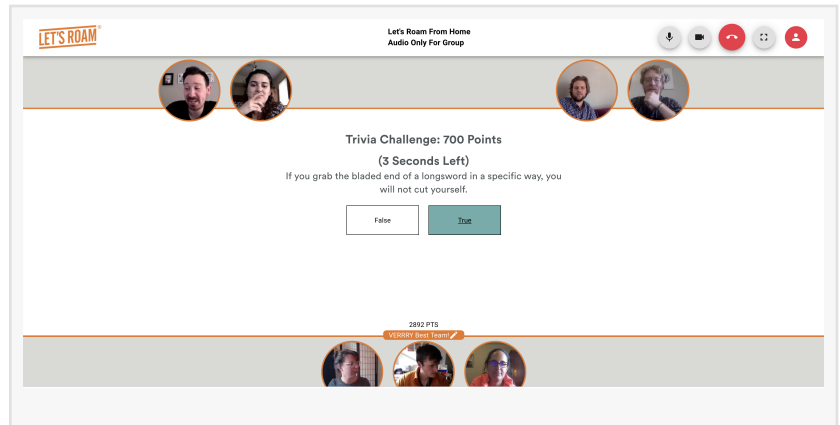 LET'S ROAM®
Let's Roam From Home
Audio Only For Group
Trivia Challenge: 700 Points
(3 Seconds Left)
If you grab the bladed end of a longsword in a specific way, you
will not cut yourself.
False
True
2892 PTS
VERRRY Best Team!